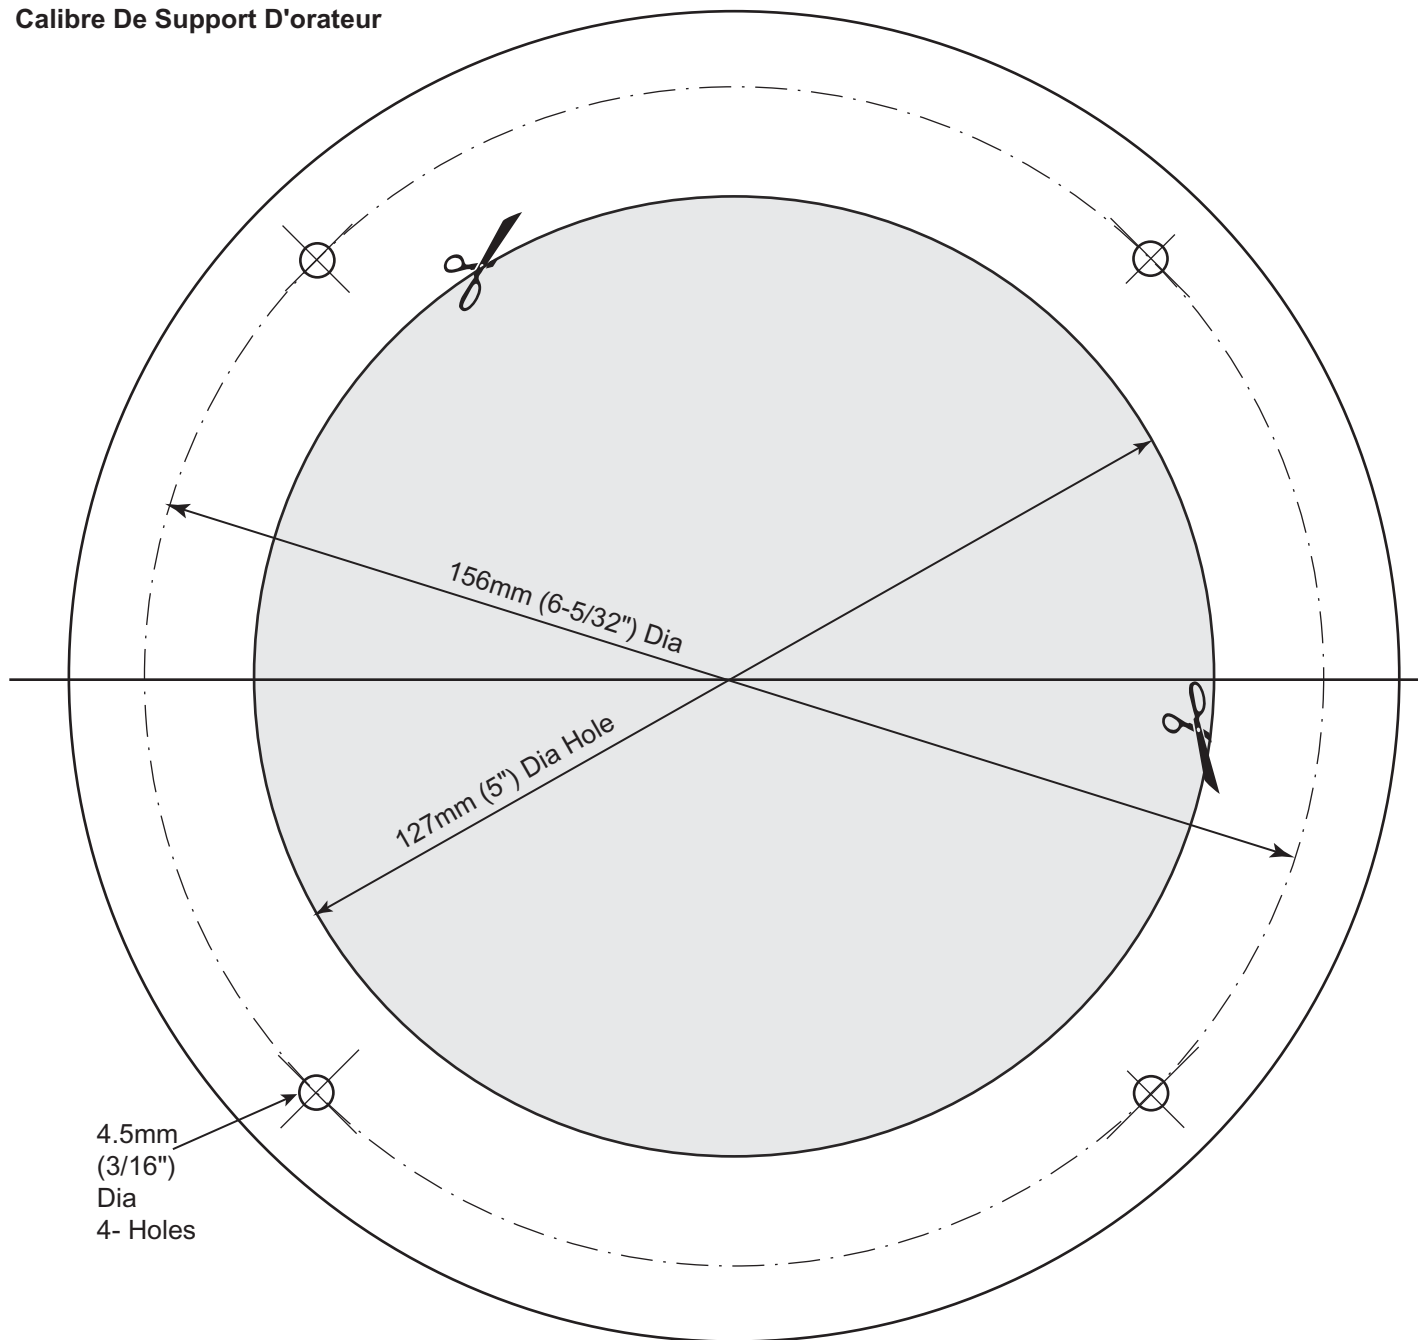 Calibre De Support D'orateur
156mm (6-5/32") Dia
127mm (5") Dia Hole
4.5mm
(3/16")
Dia
4- Holes